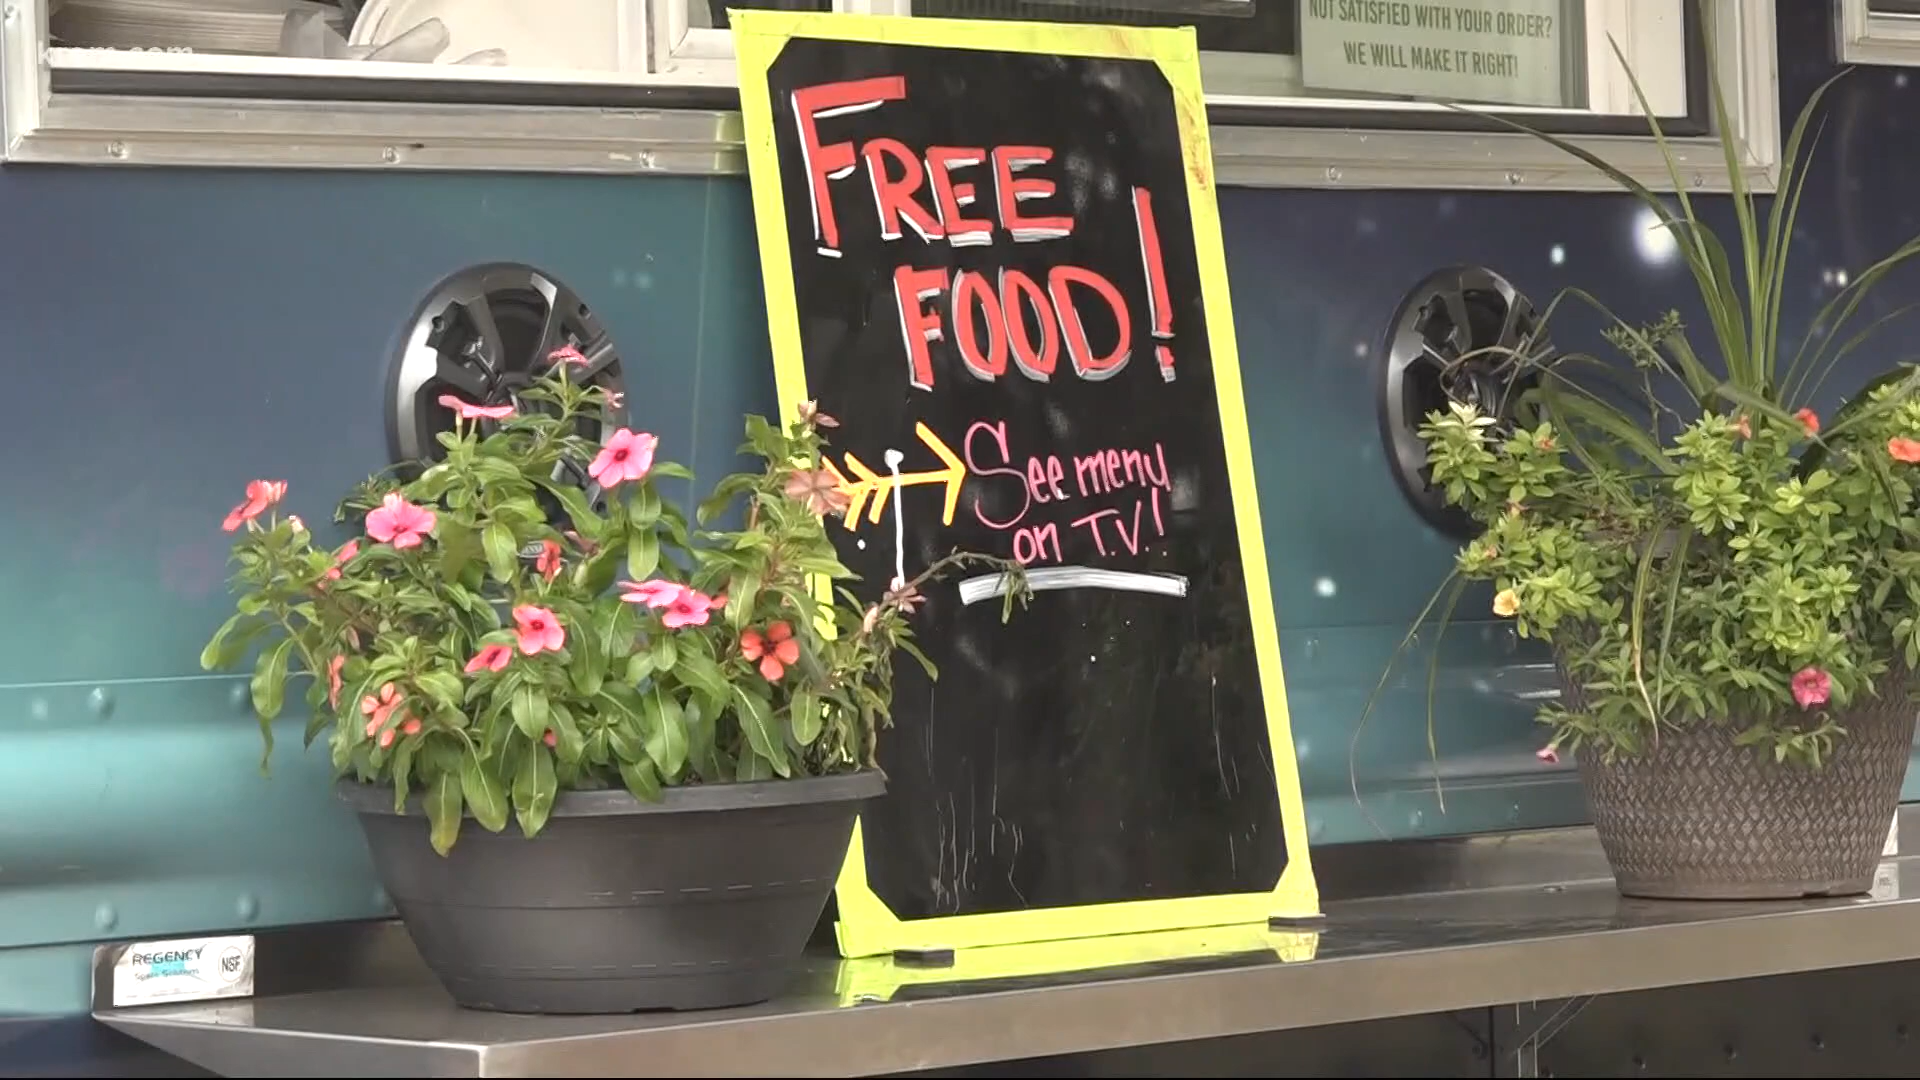 NOT SATISFIED WITH YOUR ORDER?
WE WILL MAKE IT RIGHT!
FREE
FOOD!
See menu
on T.V.!
REGENCY
NSF